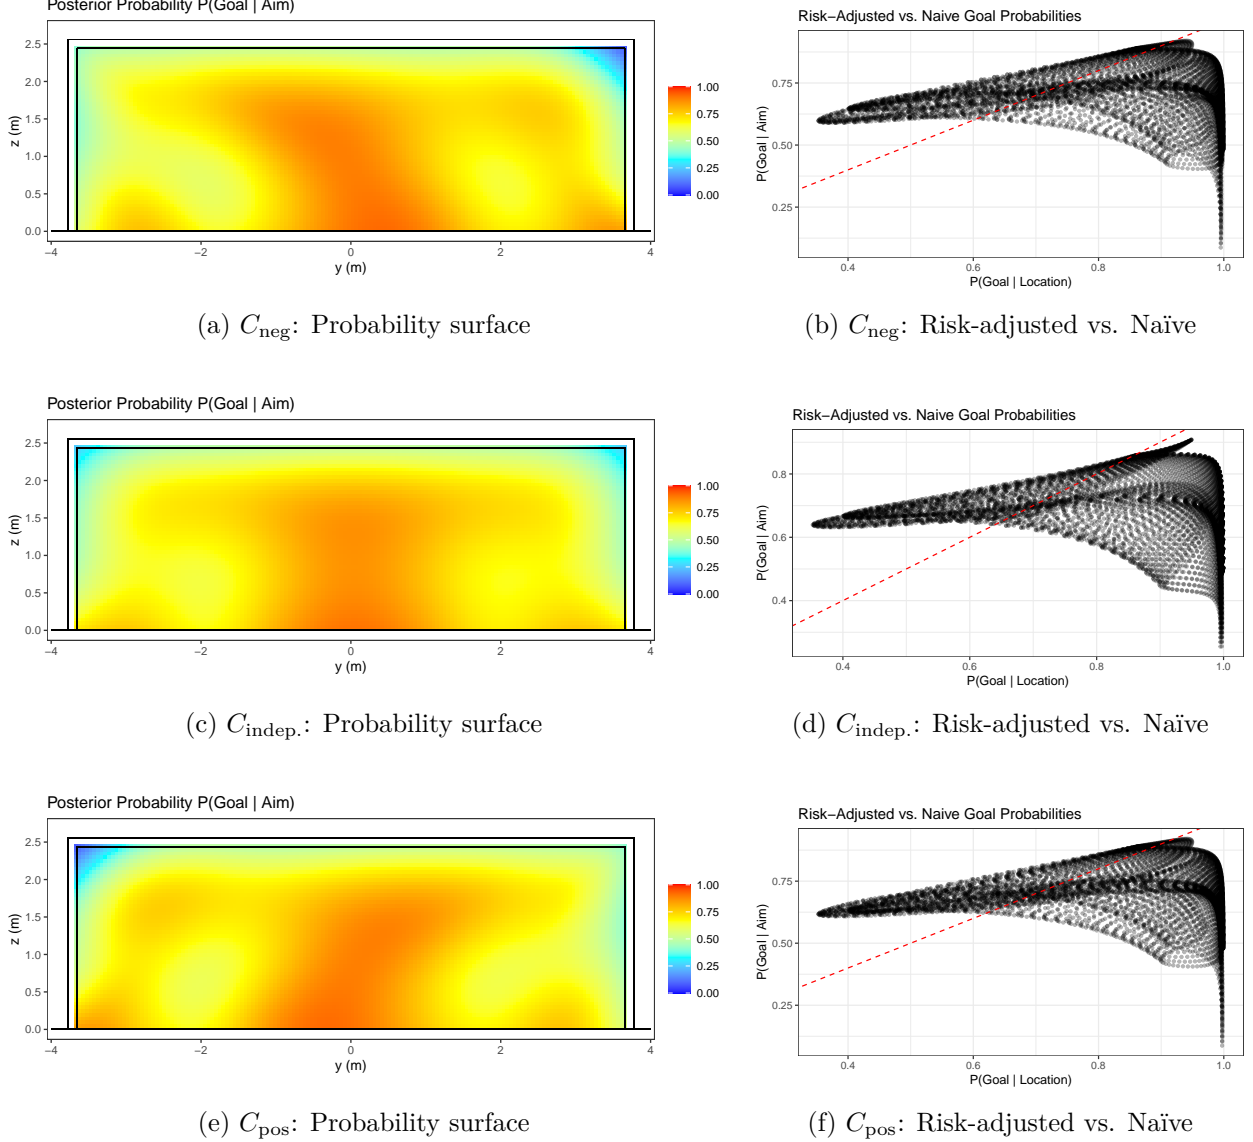 Posterior Probability P(Goal | Aim)
z (m)
2.5
2.0
1.5
1.0
0.5
0.0
−4
−2
0
2
4
y (m)
1.00
0.75
0.50
0.25
0.00
Risk−Adjusted vs. Naive Goal Probabilities
P(Goal | Aim)
0.75
0.50
0.25
0.4
0.6
0.8
1.0
P(Goal | Location)
(a) C_neg: Probability surface
(b) C_neg: Risk-adjusted vs. Naïve
Posterior Probability P(Goal | Aim)
z (m)
2.5
2.0
1.5
1.0
0.5
0.0
−4
−2
0
2
4
y (m)
1.00
0.75
0.50
0.25
0.00
Risk−Adjusted vs. Naive Goal Probabilities
P(Goal | Aim)
0.8
0.6
0.4
0.4
0.6
0.8
1.0
P(Goal | Location)
(c) C_indep.: Probability surface
(d) C_indep.: Risk-adjusted vs. Naïve
Posterior Probability P(Goal | Aim)
z (m)
2.5
2.0
1.5
1.0
0.5
0.0
−4
−2
0
2
4
y (m)
1.00
0.75
0.50
0.25
0.00
Risk−Adjusted vs. Naive Goal Probabilities
P(Goal | Aim)
0.75
0.50
0.25
0.4
0.6
0.8
1.0
P(Goal | Location)
(e) C_pos: Probability surface
(f) C_pos: Risk-adjusted vs. Naïve